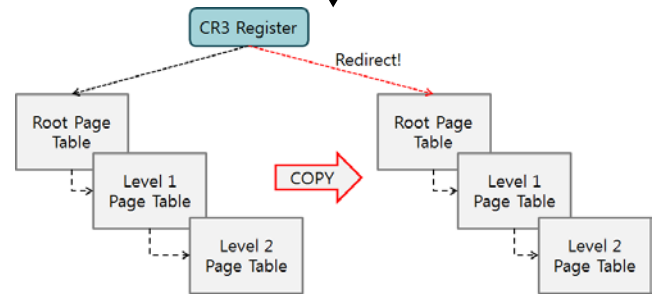 CR3 Register
Redirect!
Root Page
Table
Level 1
Page Table
Level 2
Page Table
COPY
Root Page
Table
Level 1
Page Table
Level 2
Page Table